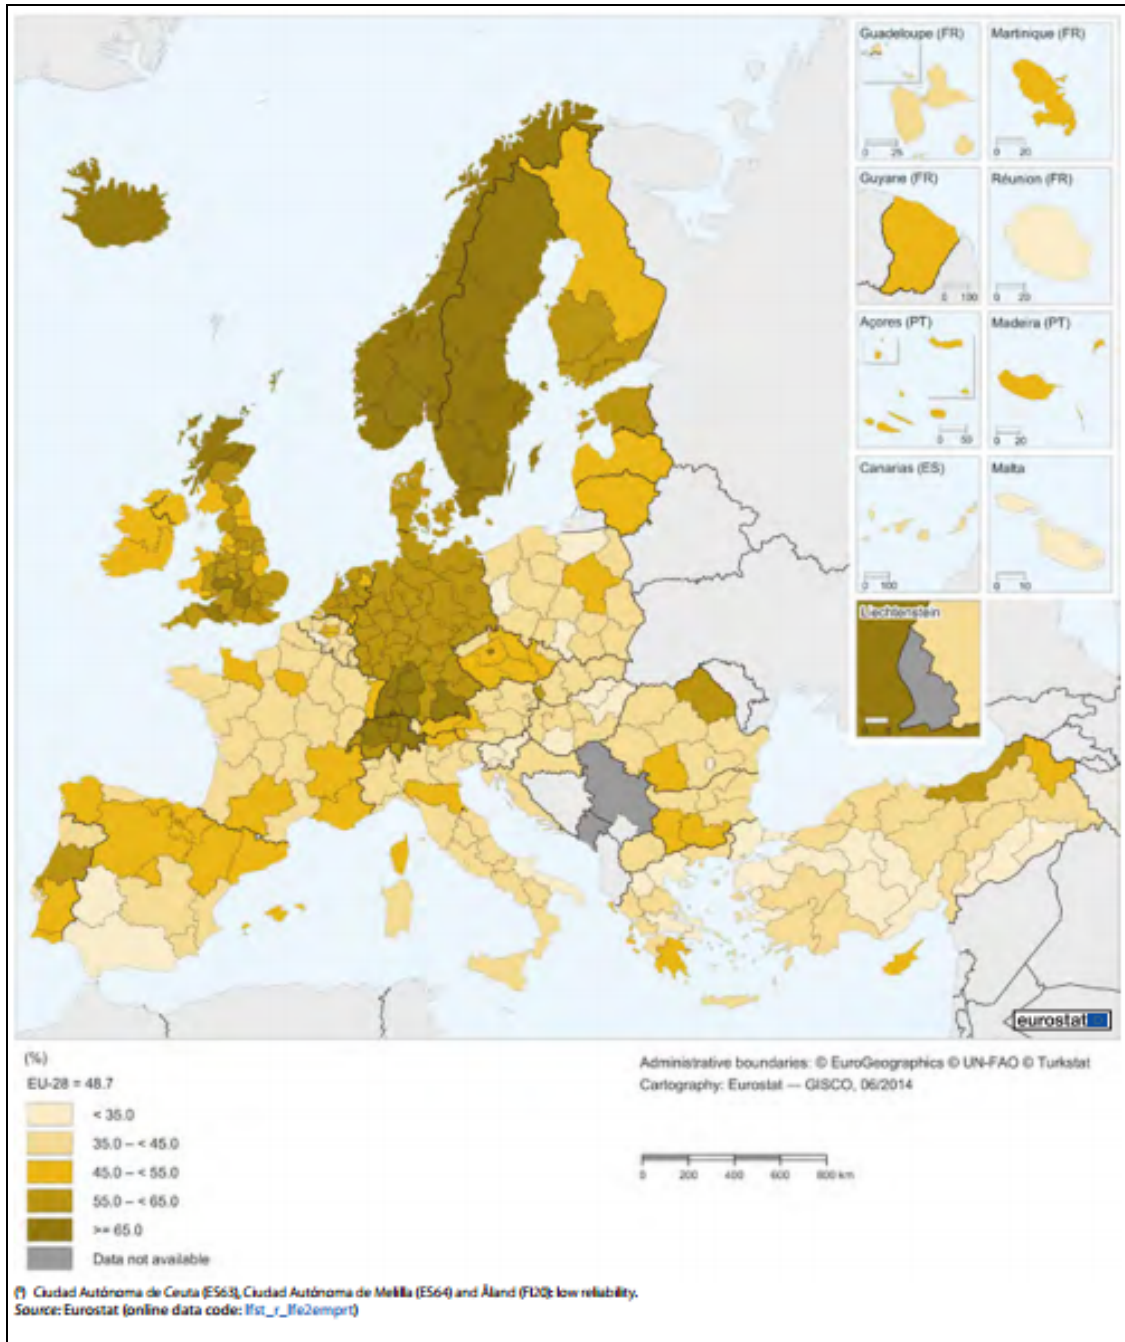 Guadeloupe (FR)
0 25
Martinique (FR)
0 20
Guyane (FR)
0 100
Réunion (FR)
0 20
Açores (PT)
0 50
Madeira (PT)
0 20
Canarias (ES)
0 100
Malta
0 10
Liechtenstein
eurostat
(%)
EU-28 = 48.7
< 35.0
35.0 – < 45.0
45.0 – < 55.0
55.0 – < 65.0
>= 65.0
Data not available
Administrative boundaries: © EuroGeographics © UN-FAO © Turkstat
Cartography: Eurostat — GISCO, 06/2014
0 200 400 600 800 km
(¹) Ciudad Autónoma de Ceuta (ES63), Ciudad Autónoma de Melilla (ES64) and Åland (FI20): low reliability.
Source: Eurostat (online data code: lfst_r_lfe2emprt)